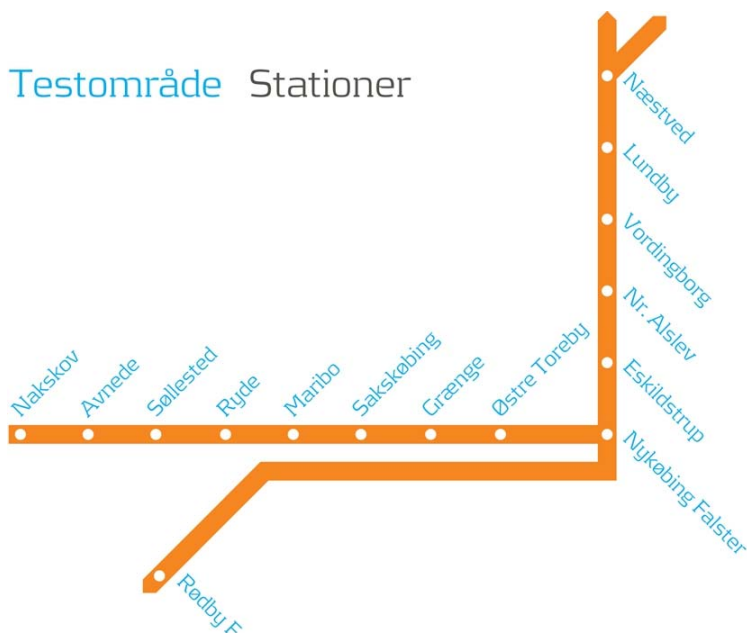 Testområde Stationer
Næstved
Lundby
Vordingborg
Nr. Alslev
Eskildstrup
Nykøbing Falster
Nakskov
Avnede
Søllested
Ryde
Maribo
Sakskøbing
Grænge
Østre Toreby
Rødby F